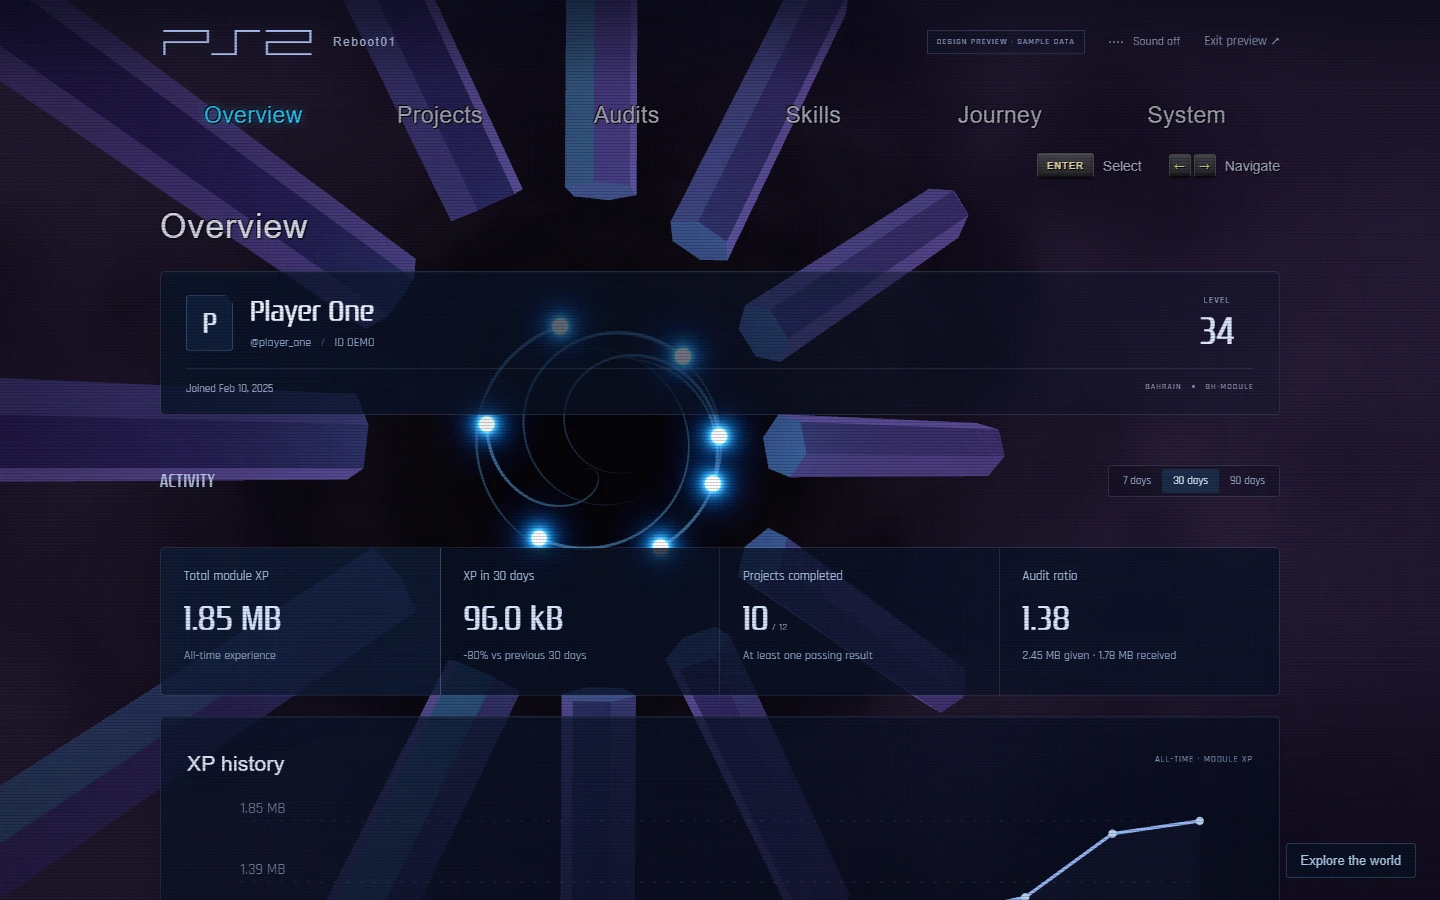 PS2 Reboot01 DESIGN PREVIEW · SAMPLE DATA Sound off Exit preview ↗
Overview Projects Audits Skills Journey System
ENTER Select ← → Navigate
Overview
P Player One LEVEL
@player_one / ID DEMO 34
Joined Feb 10, 2025 BAHRAIN • BH-MODULE
ACTIVITY 7 days 30 days 90 days
Total module XP XP in 30 days Projects completed Audit ratio
1.85 MB 96.0 kB 10 / 12 1.38
All-time experience -80% vs previous 30 days At least one passing result 2.45 MB given · 1.78 MB received
XP history ALL-TIME · MODULE XP
1.85 MB
1.39 MB
Explore the world